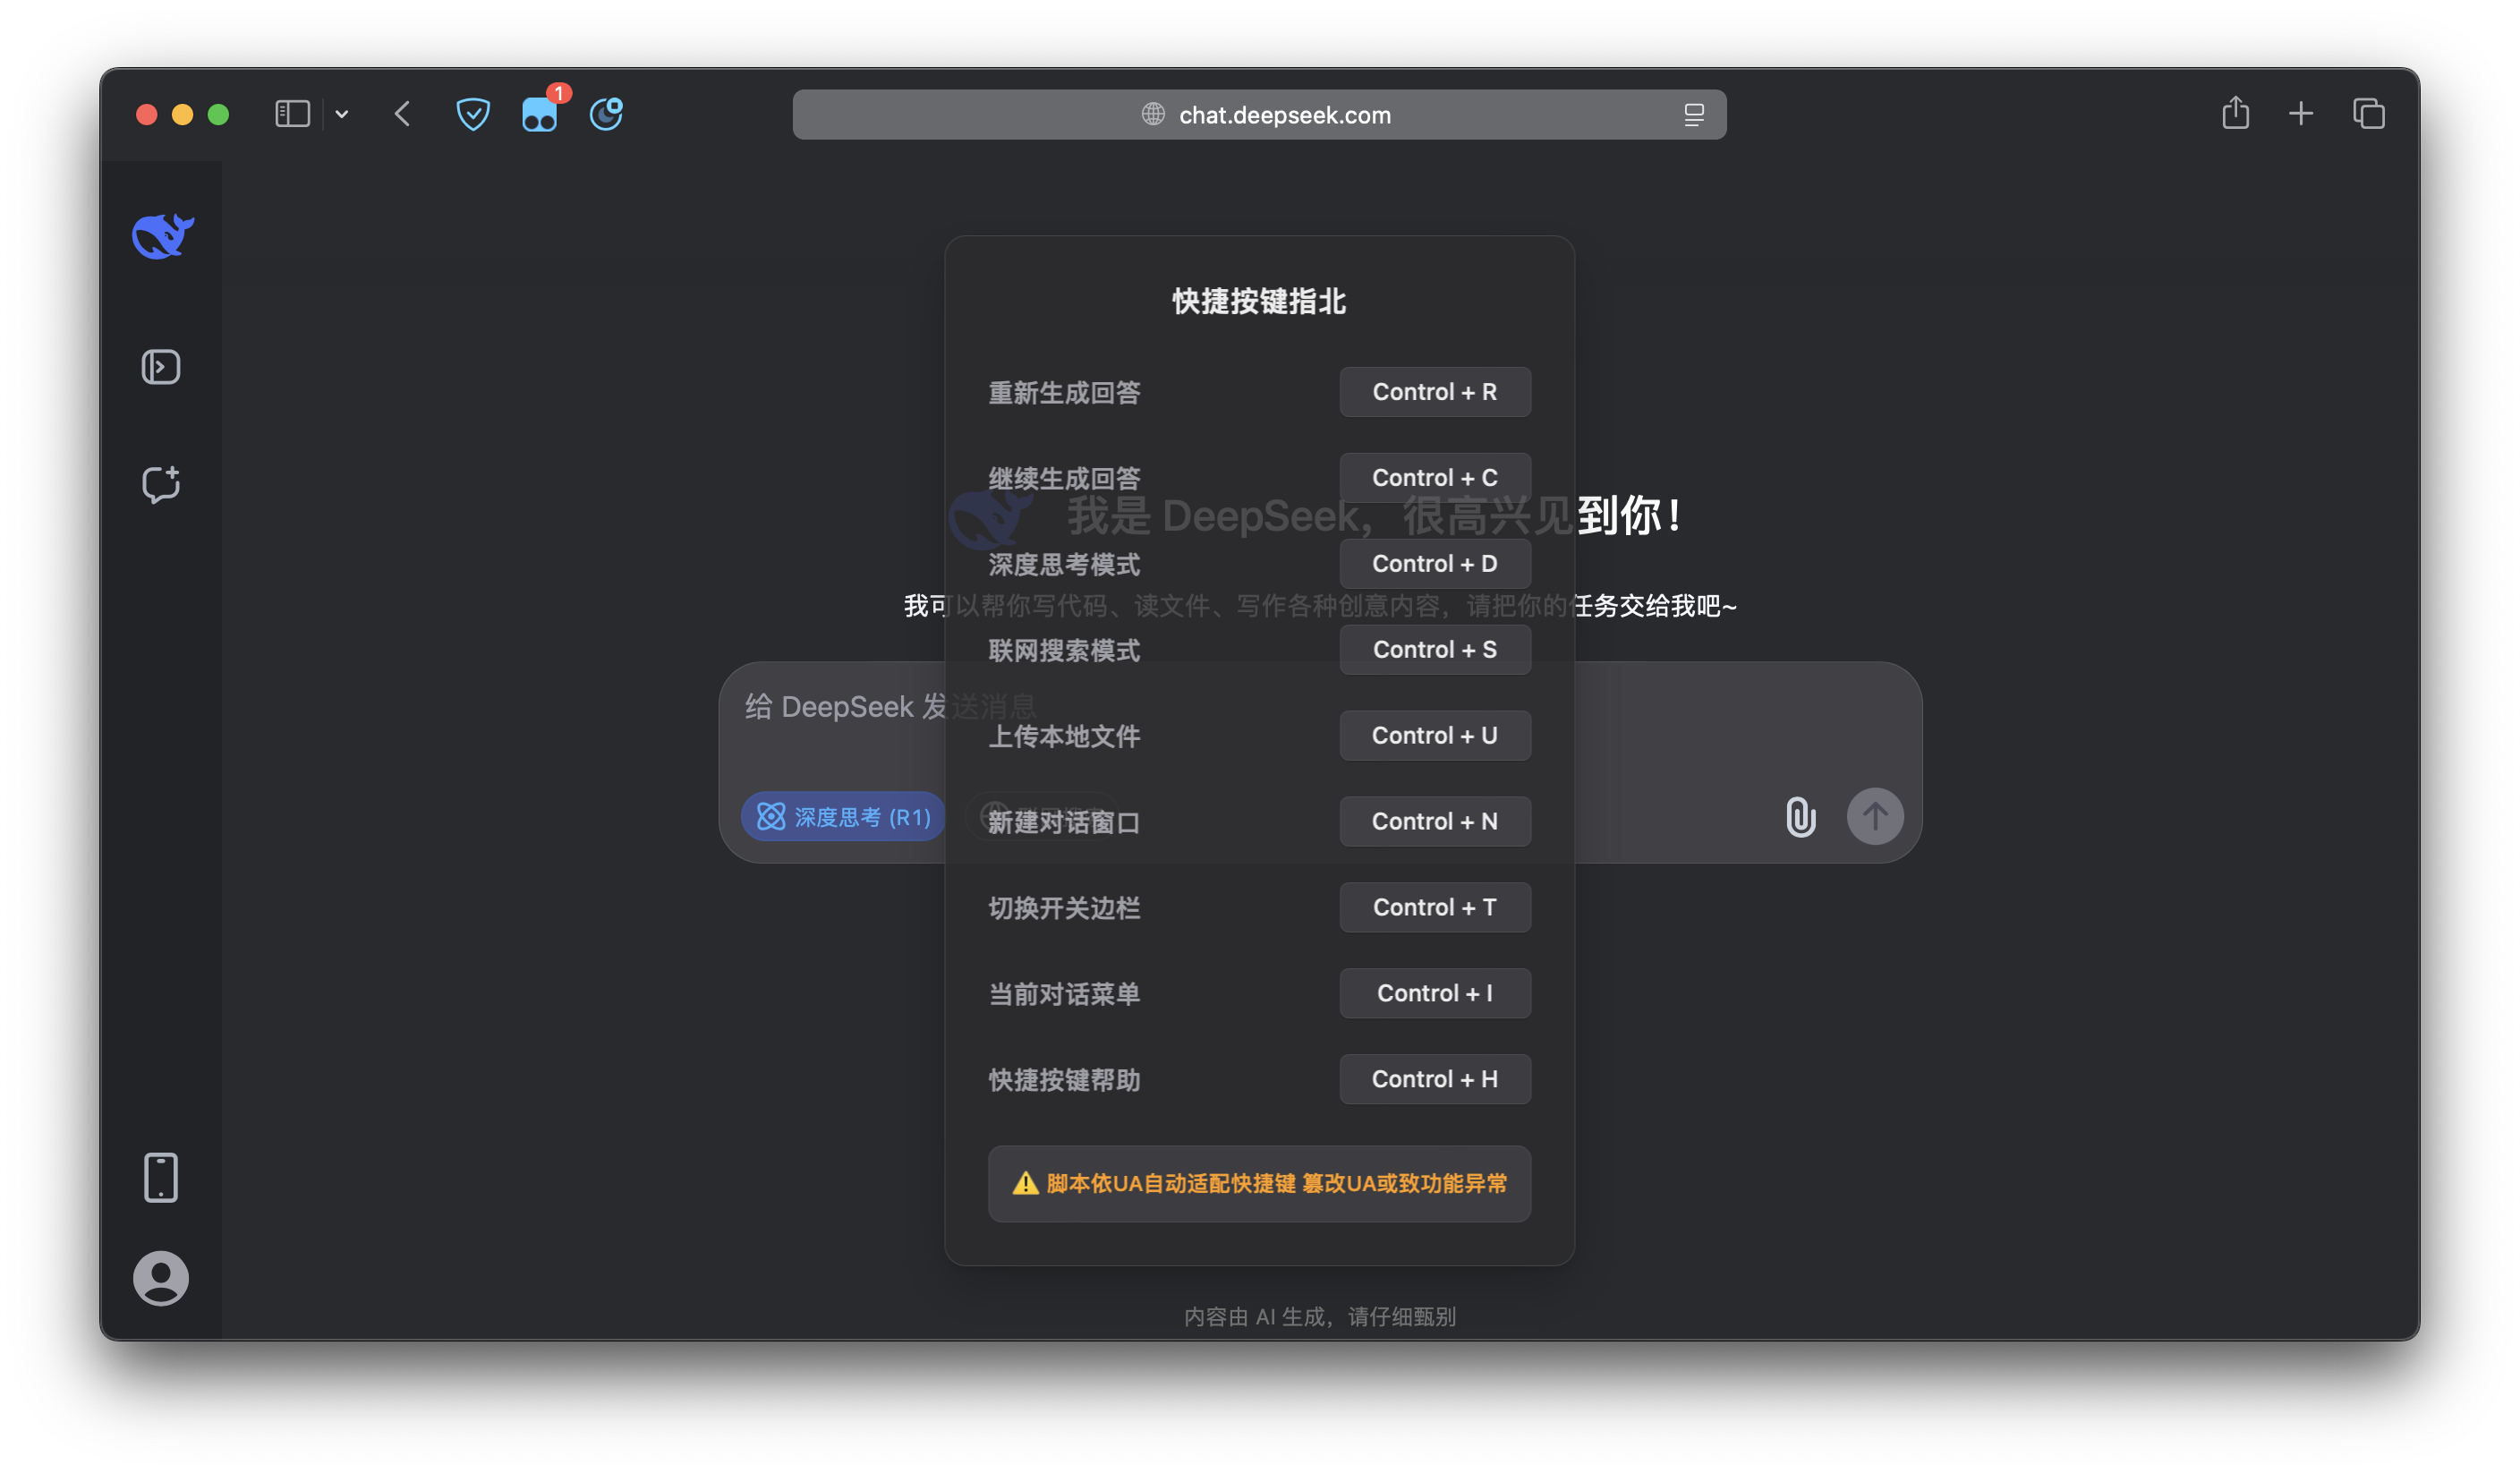 1
chat.deepseek.com
快捷按键指北
重新生成回答 Control + R
继续生成回答 Control + C
我是 DeepSeek，很高兴见到你！
深度思考模式 Control + D
我可以帮你写代码、读文件、写作各种创意内容，请把你的任务交给我吧~
联网搜索模式 Control + S
给 DeepSeek 发送消息
上传本地文件 Control + U
深度思考 (R1)
新建对话窗口 Control + N
切换开关边栏 Control + T
当前对话菜单 Control + I
快捷按键帮助 Control + H
⚠️ 脚本依UA自动适配快捷键 篡改UA或致功能异常
内容由 AI 生成，请仔细甄别